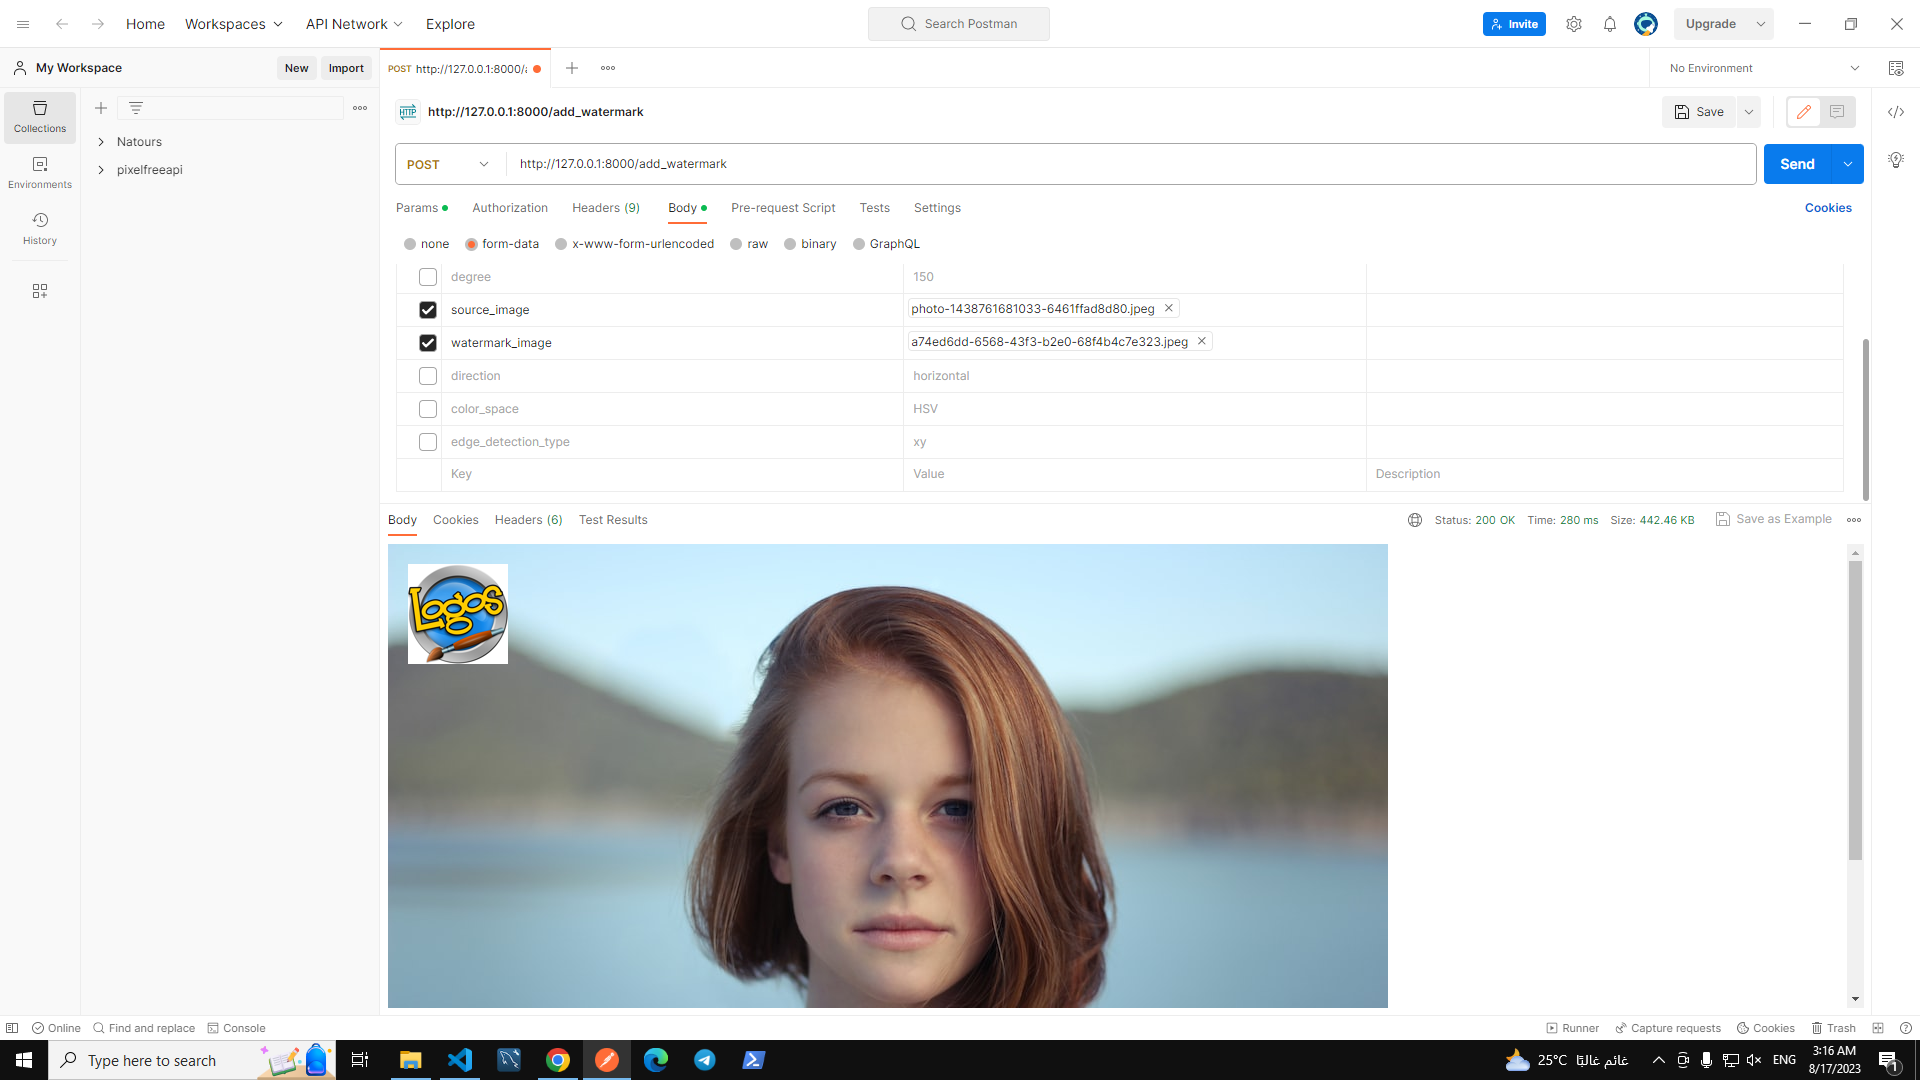 Home Workspaces API Network Explore Search Postman Invite Upgrade
My Workspace New Import POST http://127.0.0.1:8000/a No Environment
Collections
Environments
History
Natours
pixelfreeapi
HTTP http://127.0.0.1:8000/add_watermark Save
POST http://127.0.0.1:8000/add_watermark Send
Params Authorization Headers (9) Body Pre-request Script Tests Settings Cookies
none form-data x-www-form-urlencoded raw binary GraphQL
degree 150
source_image photo-1438761681033-6461ffad8d80.jpeg
watermark_image a74ed6dd-6568-43f3-b2e0-68f4b4c7e323.jpeg
direction horizontal
color_space HSV
edge_detection_type xy
Key Value Description
Body Cookies Headers (6) Test Results Status: 200 OK Time: 280 ms Size: 442.46 KB Save as Example
Logos
Online Find and replace Console Runner Capture requests Cookies Trash
Type here to search 25°C غائم غالبًا ENG 3:16 AM
8/17/2023 1